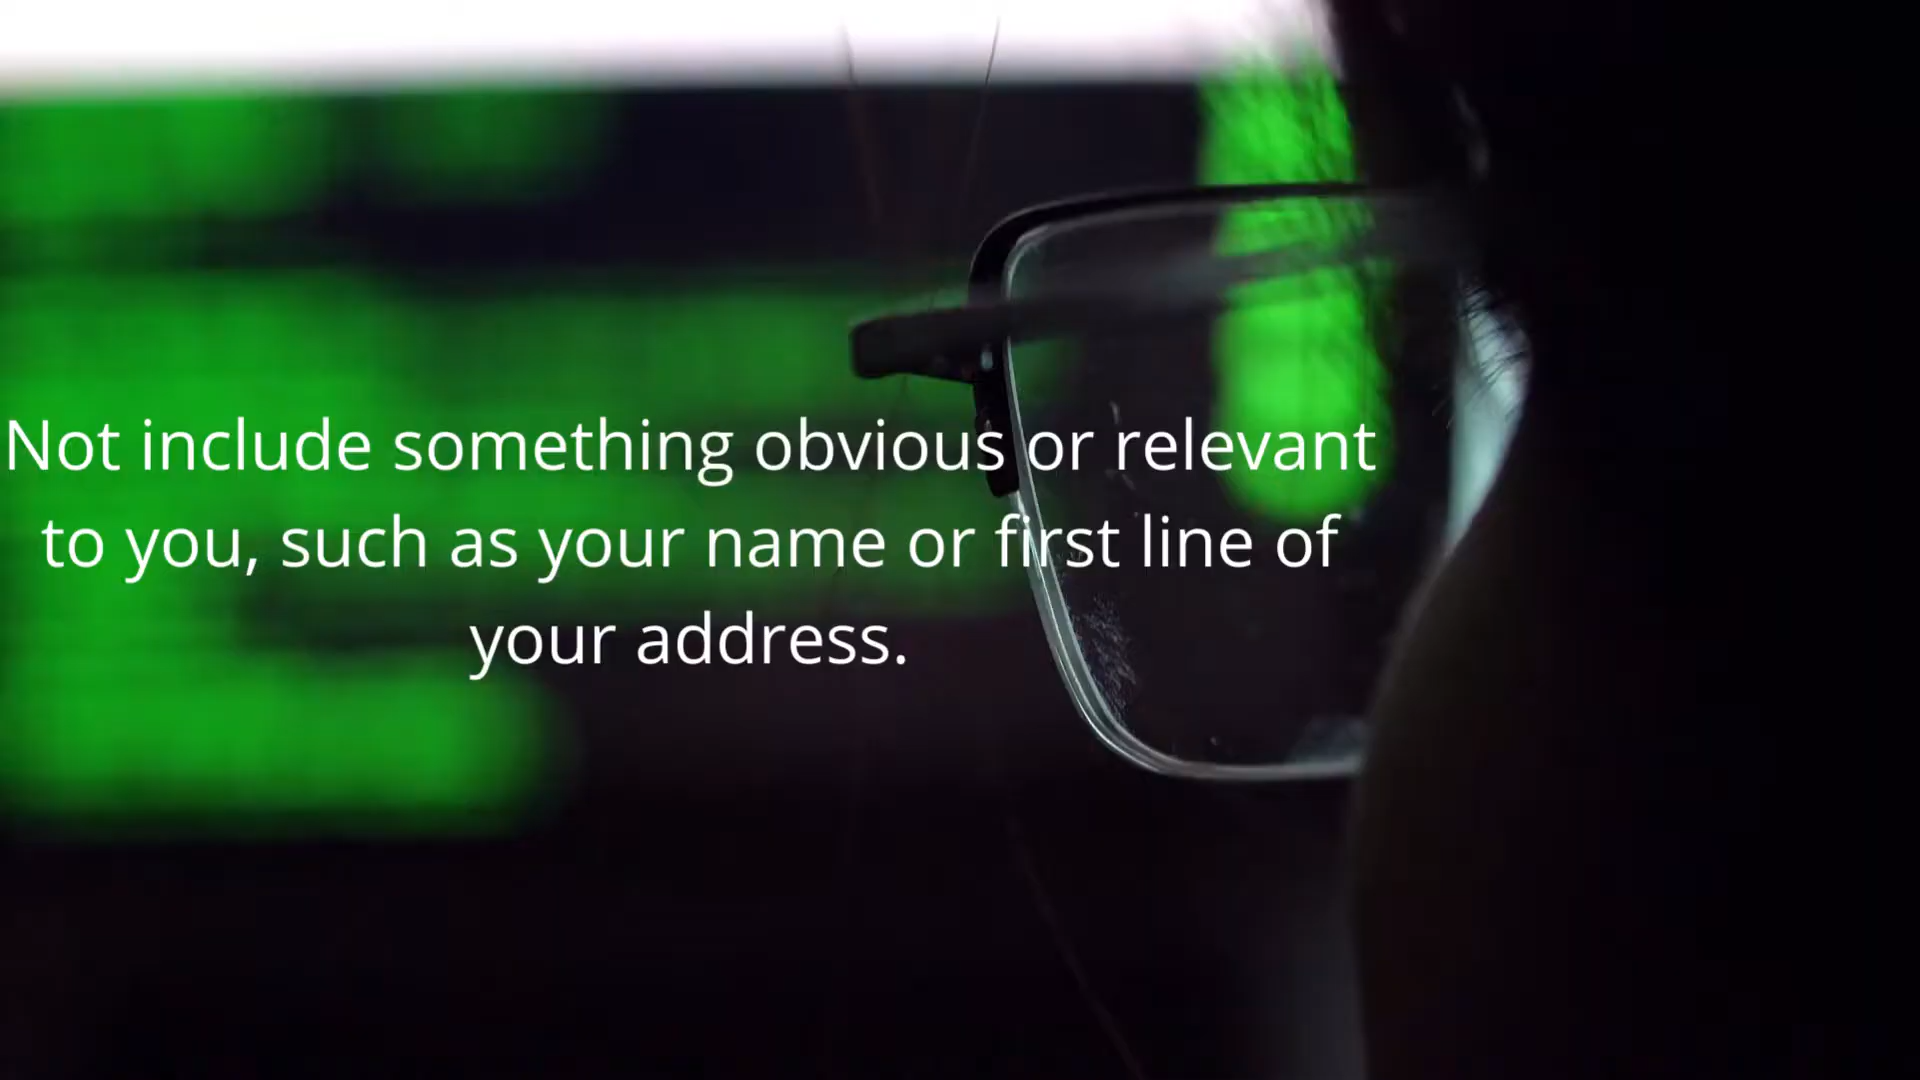 Not include something obvious or relevant
to you, such as your name or first line of
your address.